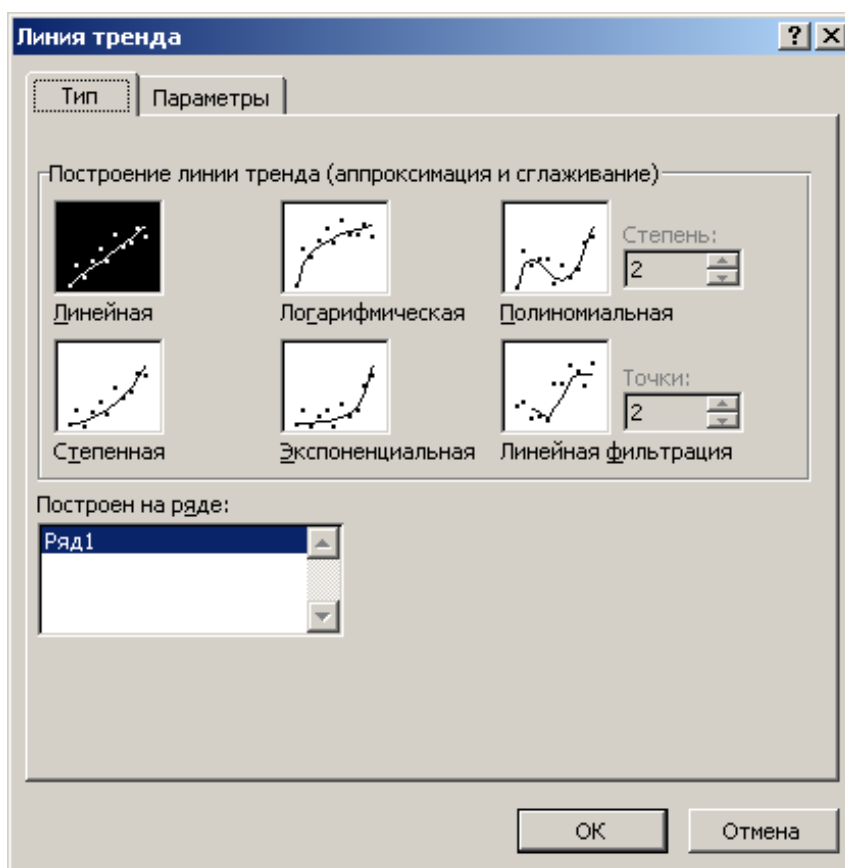 Линия тренда
Тип Параметры
Построение линии тренда (аппроксимация и сглаживание)
Степень:
2
Линейная Логарифмическая Полиномиальная
Точки:
2
Степенная Экспоненциальная Линейная фильтрация
Построен на ряде:
Ряд1
ОК Отмена